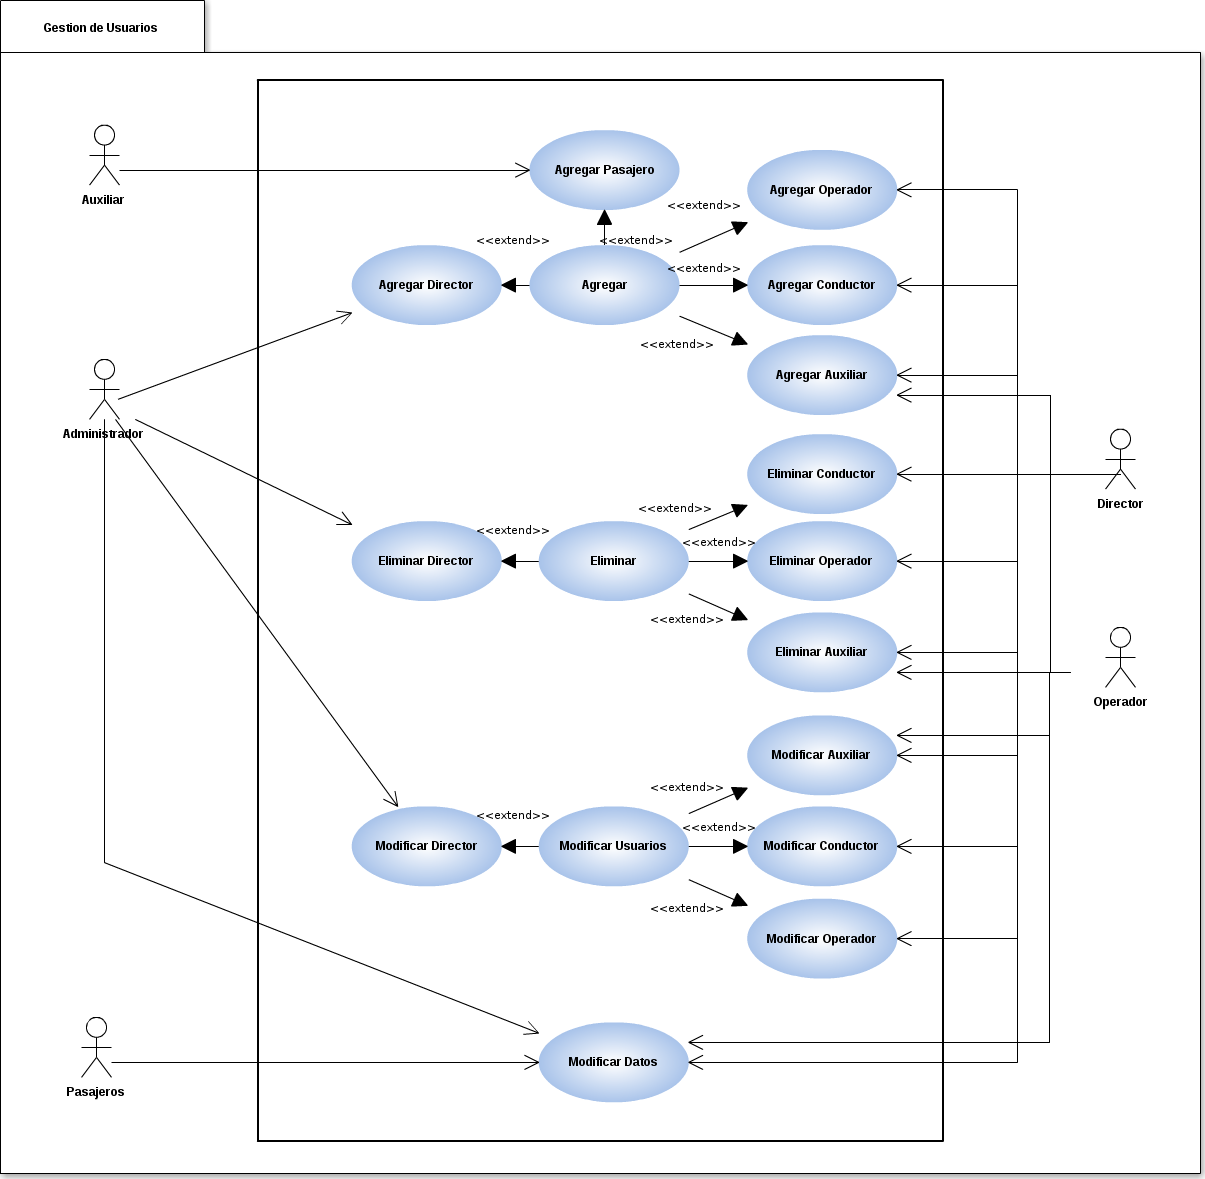 Gestion de Usuarios
Auxiliar
Agregar Pasajero
Agregar Operador
<<extend>>
<<extend>>
<<extend>>
<<extend>>
Agregar Director
Agregar
Agregar Conductor
<<extend>>
Agregar Auxiliar
Administrador
Eliminar Conductor
Director
<<extend>>
<<extend>>
<<extend>>
Eliminar Director
Eliminar
Eliminar Operador
<<extend>>
Eliminar Auxiliar
Operador
Modificar Auxiliar
<<extend>>
<<extend>>
<<extend>>
Modificar Director
Modificar Usuarios
Modificar Conductor
<<extend>>
Modificar Operador
Modificar Datos
Pasajeros